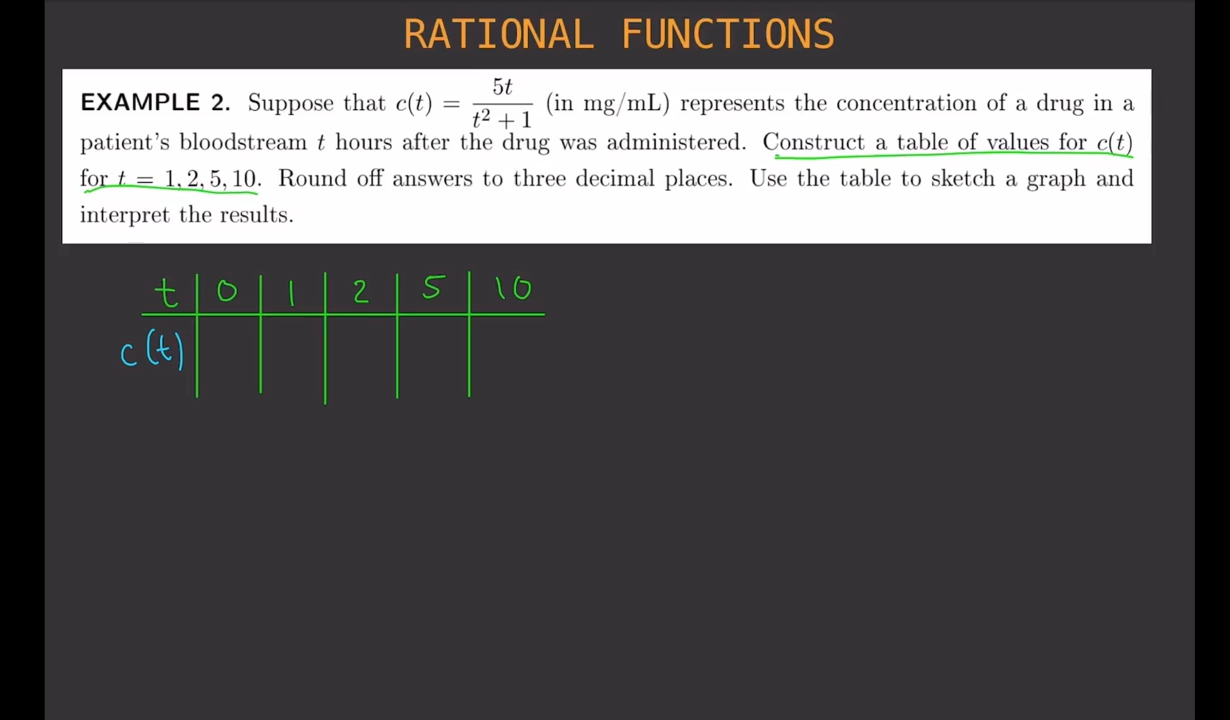 RATIONAL FUNCTIONS
EXAMPLE 2. Suppose that c(t) = 5t / (t² + 1) (in mg/mL) represents the concentration of a drug in a
patient's bloodstream t hours after the drug was administered. Construct a table of values for c(t)
for t = 1, 2, 5, 10. Round off answers to three decimal places. Use the table to sketch a graph and
interpret the results.
t 0 1 2 5 10
c(t)